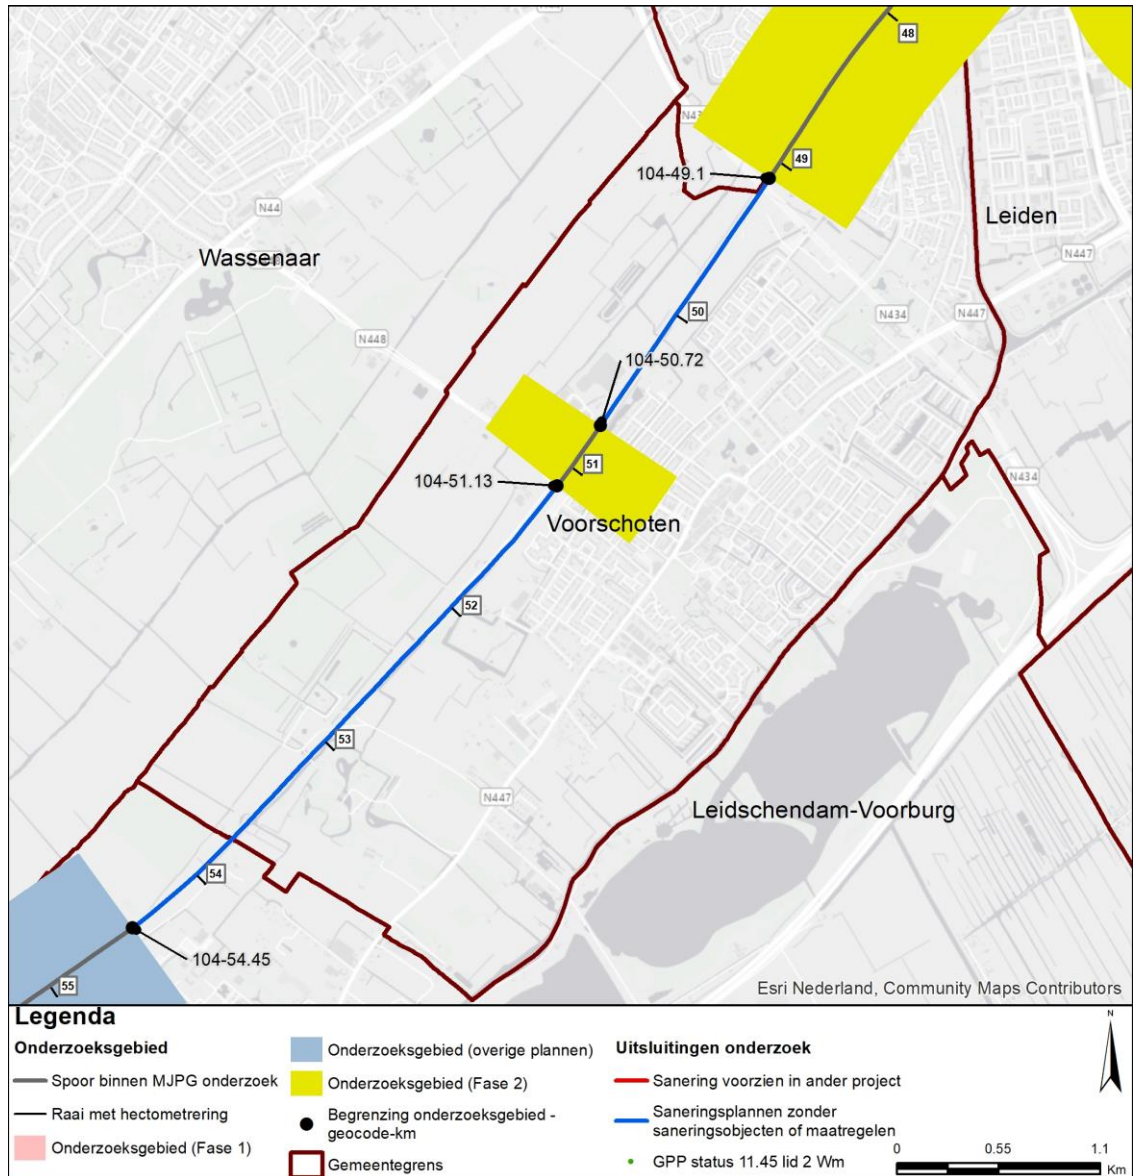 48
N43
49
104-49.1
Leiden
N44
Wassenaar
N447
50
N434
N447
N448
104-50.72
51
104-51.13
N434
Voorschoten
52
53
N447
Leidschendam-Voorburg
54
104-54.45
55
Esri Nederland, Community Maps Contributors
Legenda
Onderzoeksgebied
Spoor binnen MJPG onderzoek
Raai met hectometrering
Onderzoeksgebied (Fase 1)
Onderzoeksgebied (overige plannen)
Onderzoeksgebied (Fase 2)
Begrenzing onderzoeksgebied -
geocode-km
Gemeentegrens
Uitsluitingen onderzoek
Sanering voorzien in ander project
Saneringsplannen zonder
saneringsobjecten of maatregelen
GPP status 11.45 lid 2 Wm
N
0 0.55 1.1
Km